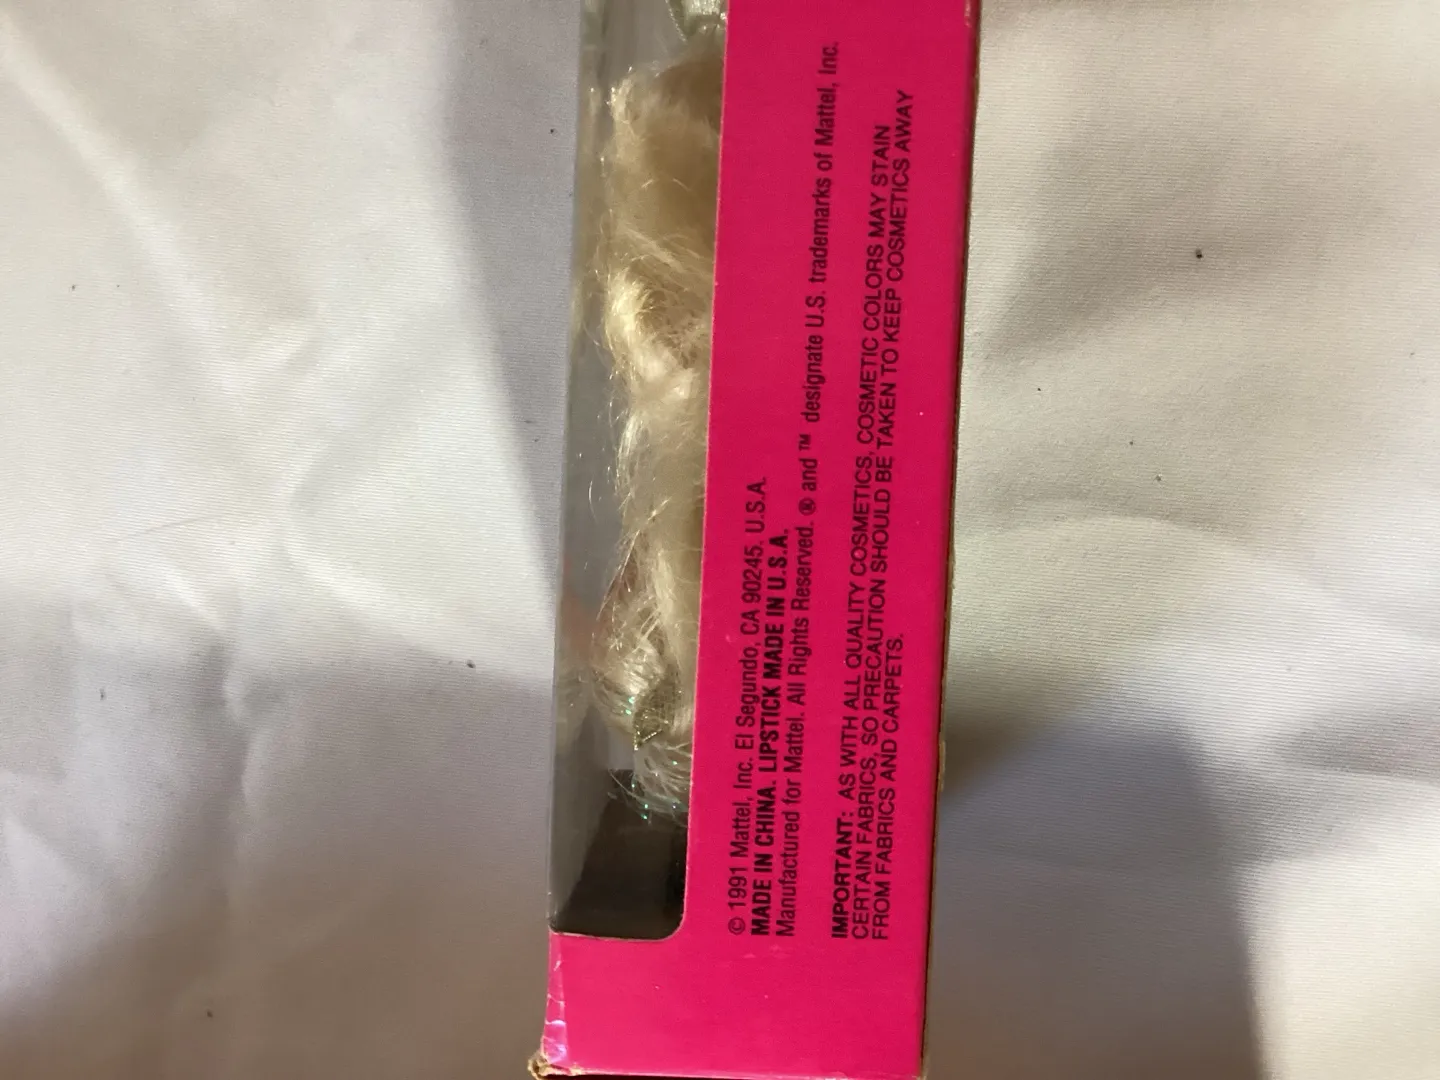 © 1991 Mattel, Inc. El Segundo, CA 90245. U.S.A.
MADE IN CHINA. LIPSTICK MADE IN U.S.A.
Manufactured for Mattel. All Rights Reserved. ® and ™ designate U.S. trademarks of Mattel, Inc.
IMPORTANT: AS WITH ALL QUALITY COSMETICS, COSMETIC COLORS MAY STAIN
CERTAIN FABRICS, SO PRECAUTION SHOULD BE TAKEN TO KEEP COSMETICS AWAY
FROM FABRICS AND CARPETS.